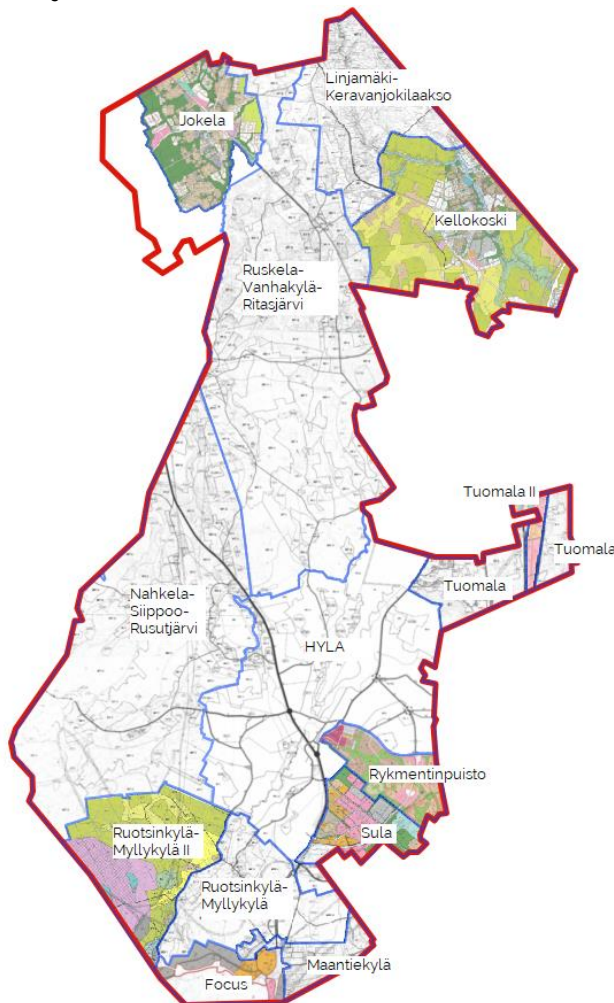 Linjamäki-
Keravanjokilaakso
Jokela
Kellokoski
Ruskela-
Vanhakylä-
Ritasjärvi
Tuomala II
Tuomala
Tuomala
Nahkela-
Siippoo-
Rusutjärvi
HYLA
Rykmentinpuisto
Sula
Ruotsinkylä-
Myllykylä II
Ruotsinkylä-
Myllykylä
Maantiekylä
Focus